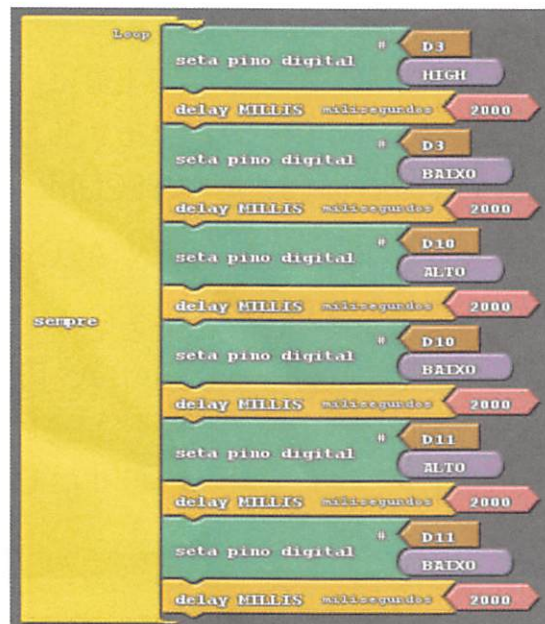 Loop
# D3
seta pino digital
HIGH
delay MILLIS milisegundos 2000
# D3
seta pino digital
BAIXO
delay MILLIS milisegundos 2000
# D10
seta pino digital
ALTO
sempre
delay MILLIS milisegundos 2000
# D10
seta pino digital
BAIXO
delay MILLIS milisegundos 2000
# D11
seta pino digital
ALTO
delay MILLIS milisegundos 2000
# D11
seta pino digital
BAIXO
delay MILLIS milisegundos 2000